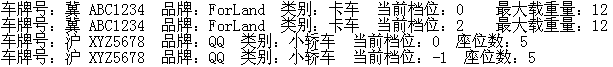 车牌号：冀 ABC1234  品牌：ForLand  类别：卡车  当前档位：0   最大载重量：12
车牌号：冀 ABC1234  品牌：ForLand  类别：卡车  当前档位：2   最大载重量：12
车牌号：沪 XYZ5678  品牌：QQ  类别：小轿车  当前档位：0  座位数：5
车牌号：沪 XYZ5678  品牌：QQ  类别：小轿车  当前档位：-1  座位数：5